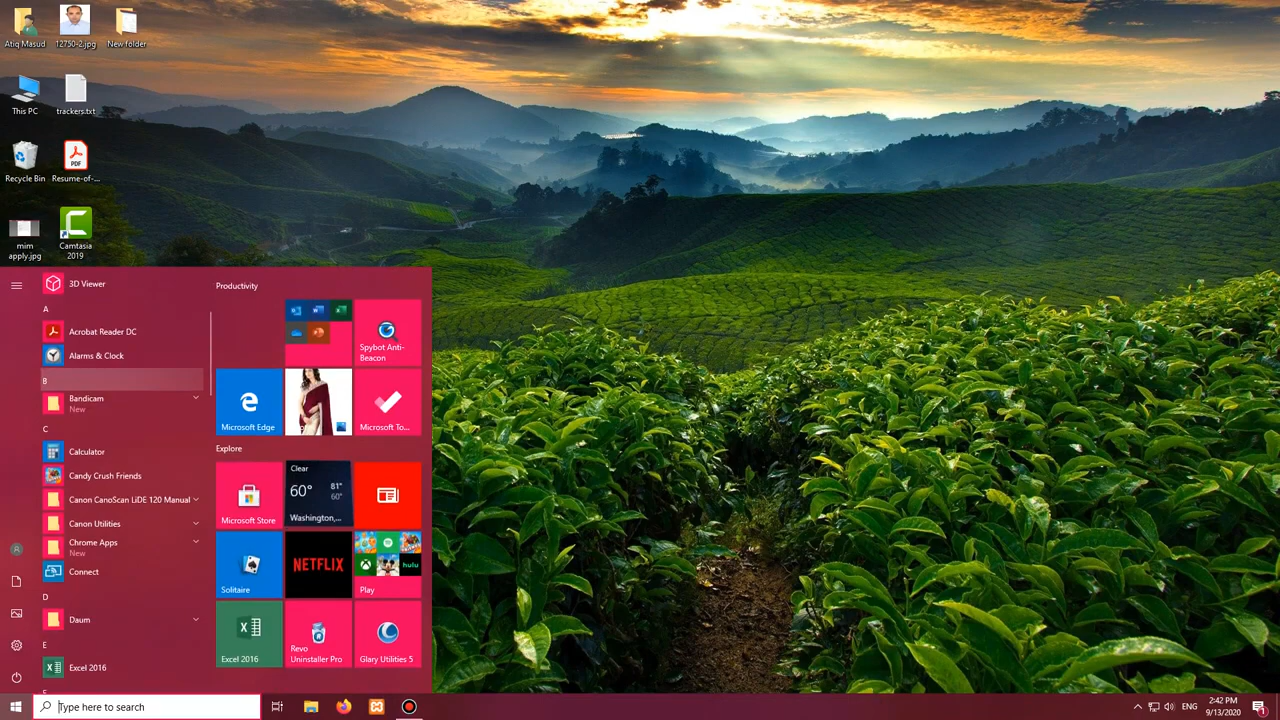 Atiq Masud
12750-2.jpg
New folder
This PC
trackers.txt
Recycle Bin
PDF
Resume-of-...
mim
apply.jpg
Camtasia
2019
3D Viewer
A
Acrobat Reader DC
Alarms & Clock
B
Bandicam
New
C
Calculator
Candy Crush Friends
Canon CanoScan LiDE 120 Manual
Canon Utilities
Chrome Apps
New
Connect
D
Daum
E
Excel 2016
Productivity
Spybot Anti-
Beacon
Microsoft Edge
Microsoft To...
Explore
Microsoft Store
Clear
60°
81°
60°
Washington,...
Solitaire
NETFLIX
hulu
Play
Excel 2016
Revo
Uninstaller Pro
Glary Utilities 5
Type here to search
ENG
2:42 PM
9/13/2020
1